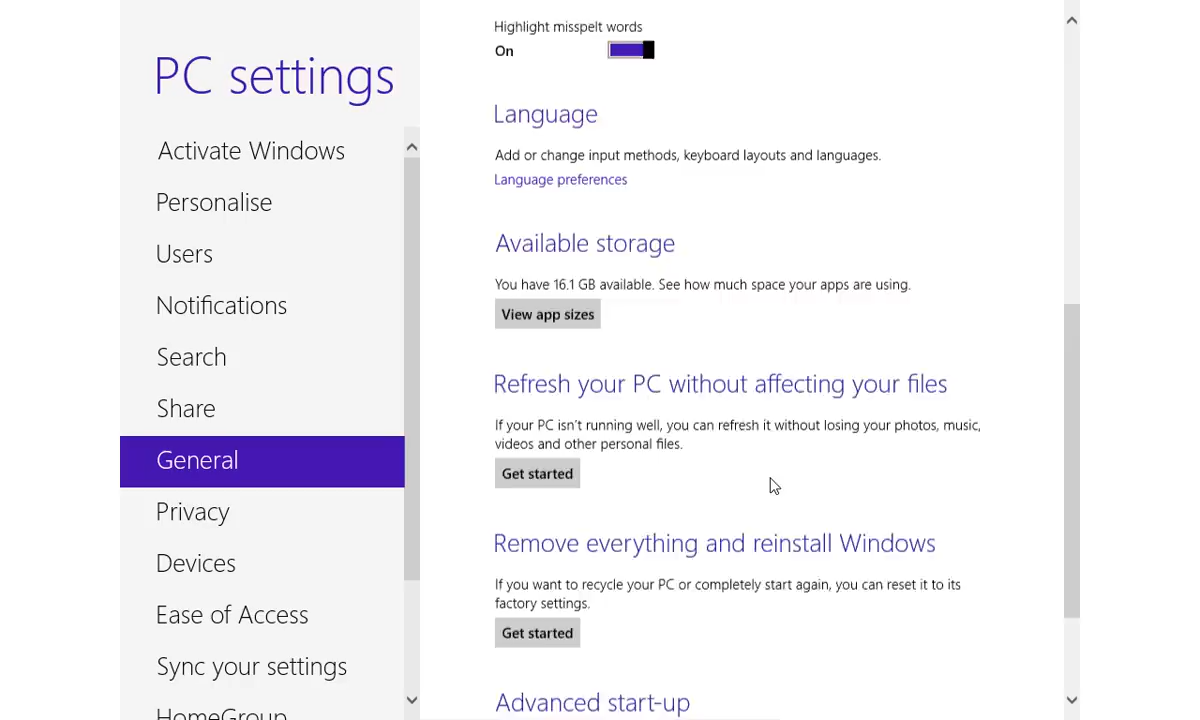 PC settings
Activate Windows
Personalise
Users
Notifications
Search
Share
General
Privacy
Devices
Ease of Access
Sync your settings
HomeGroup
Highlight misspelt words
On
Language
Add or change input methods, keyboard layouts and languages.
Language preferences
Available storage
You have 16.1 GB available. See how much space your apps are using.
View app sizes
Refresh your PC without affecting your files
If your PC isn't running well, you can refresh it without losing your photos, music,
videos and other personal files.
Get started
Remove everything and reinstall Windows
If you want to recycle your PC or completely start again, you can reset it to its
factory settings.
Get started
Advanced start-up